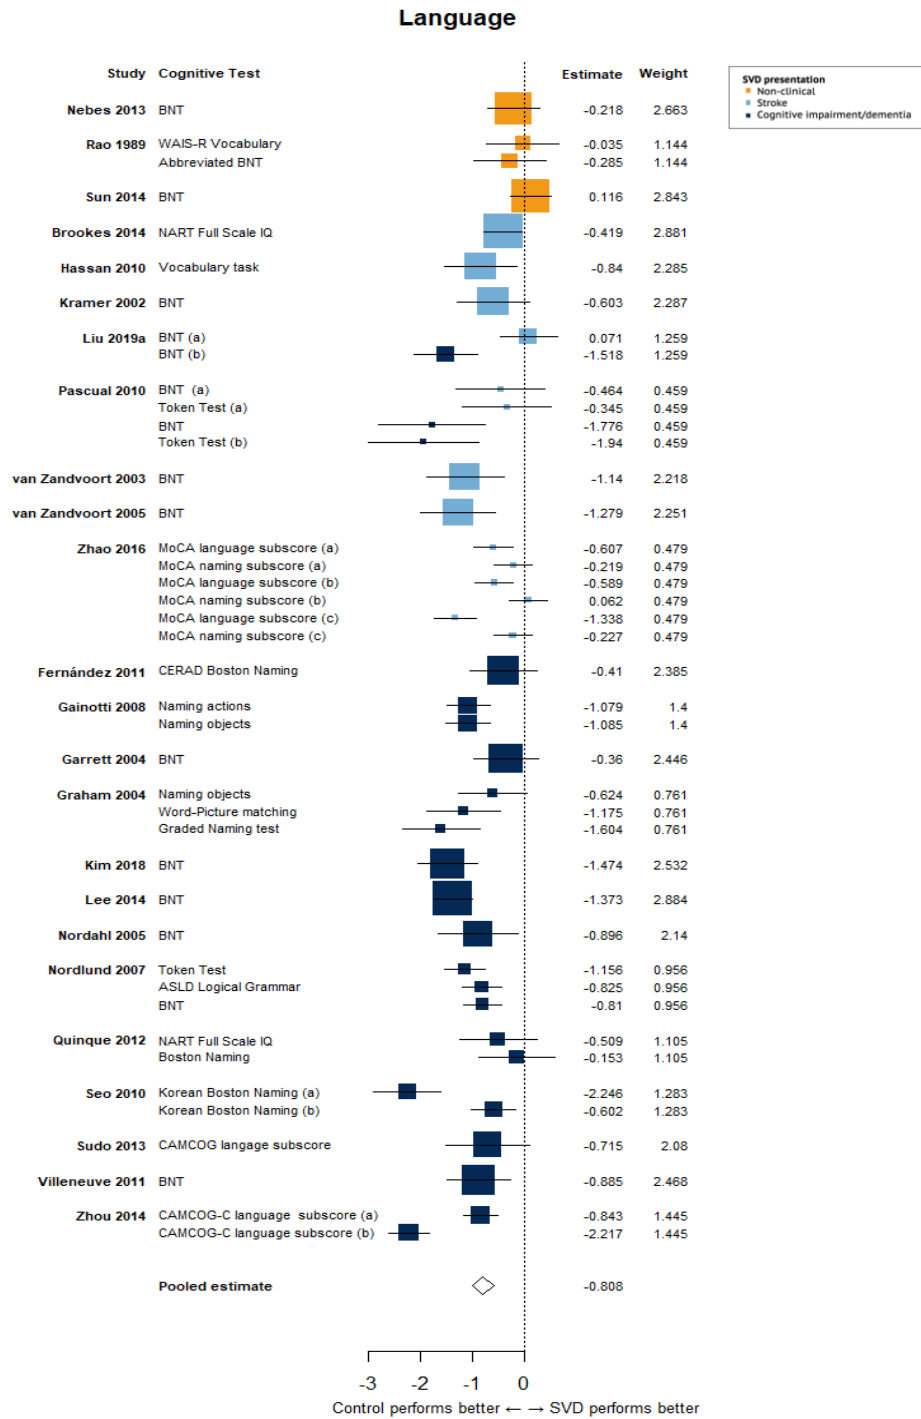 Language
Study Cognitive Test Estimate Weight
SVD presentation
Non-clinical
Stroke
Cognitive impairment/dementia
Nebes 2013 BNT -0.218 2.663
Rao 1989 WAIS-R Vocabulary -0.035 1.144
Abbreviated BNT -0.285 1.144
Sun 2014 BNT 0.116 2.843
Brookes 2014 NART Full Scale IQ -0.419 2.881
Hassan 2010 Vocabulary task -0.84 2.285
Kramer 2002 BNT -0.603 2.287
Liu 2019a BNT (a) 0.071 1.259
BNT (b) -1.518 1.259
Pascual 2010 BNT (a) -0.464 0.459
Token Test (a) -0.345 0.459
BNT -1.776 0.459
Token Test (b) -1.94 0.459
van Zandvoort 2003 BNT -1.14 2.218
van Zandvoort 2005 BNT -1.279 2.251
Zhao 2016 MoCA language subscore (a) -0.607 0.479
MoCA naming subscore (a) -0.219 0.479
MoCA language subscore (b) -0.589 0.479
MoCA naming subscore (b) 0.062 0.479
MoCA language subscore (c) -1.338 0.479
MoCA naming subscore (c) -0.227 0.479
Fernández 2011 CERAD Boston Naming -0.41 2.385
Gainotti 2008 Naming actions -1.079 1.4
Naming objects -1.085 1.4
Garrett 2004 BNT -0.36 2.446
Graham 2004 Naming objects -0.624 0.761
Word-Picture matching -1.175 0.761
Graded Naming test -1.604 0.761
Kim 2018 BNT -1.474 2.532
Lee 2014 BNT -1.373 2.884
Nordahl 2005 BNT -0.896 2.14
Nordlund 2007 Token Test -1.156 0.956
ASLD Logical Grammar -0.825 0.956
BNT -0.81 0.956
Quinque 2012 NART Full Scale IQ -0.509 1.105
Boston Naming -0.153 1.105
Seo 2010 Korean Boston Naming (a) -2.246 1.283
Korean Boston Naming (b) -0.602 1.283
Sudo 2013 CAMCOG langage subscore -0.715 2.08
Villeneuve 2011 BNT -0.885 2.468
Zhou 2014 CAMCOG-C language subscore (a) -0.843 1.445
CAMCOG-C language subscore (b) -2.217 1.445
Pooled estimate -0.808
-3 -2 -1 0
Control performs better ← → SVD performs better